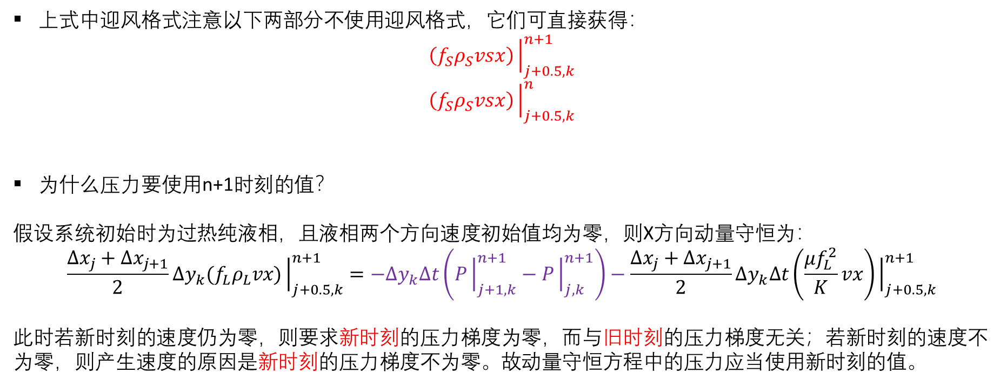 ▪ 上式中迎风格式注意以下两部分不使用迎风格式，它们可直接获得：
$(f_S\rho_S vsx)\Big|_{j+0.5,k}^{n+1}$
$(f_S\rho_S vsx)\Big|_{j+0.5,k}^{n}$
▪ 为什么压力要使用n+1时刻的值？
假设系统初始时为过热纯液相，且液相两个方向速度初始值均为零，则X方向动量守恒为：
$\frac{\Delta x_j+\Delta x_{j+1}}{2}\Delta y_k(f_L\rho_L vx)\Big|_{j+0.5,k}^{n+1}=-\Delta y_k\Delta t\left(P\Big|_{j+1,k}^{n+1}-P\Big|_{j,k}^{n+1}\right)-\frac{\Delta x_j+\Delta x_{j+1}}{2}\Delta y_k\Delta t\left(\frac{\mu f_L^2}{K}vx\right)\Big|_{j+0.5,k}^{n+1}$
此时若新时刻的速度仍为零，则要求新时刻的压力梯度为零，而与旧时刻的压力梯度无关；若新时刻的速度不
为零，则产生速度的原因是新时刻的压力梯度不为零。故动量守恒方程中的压力应当使用新时刻的值。